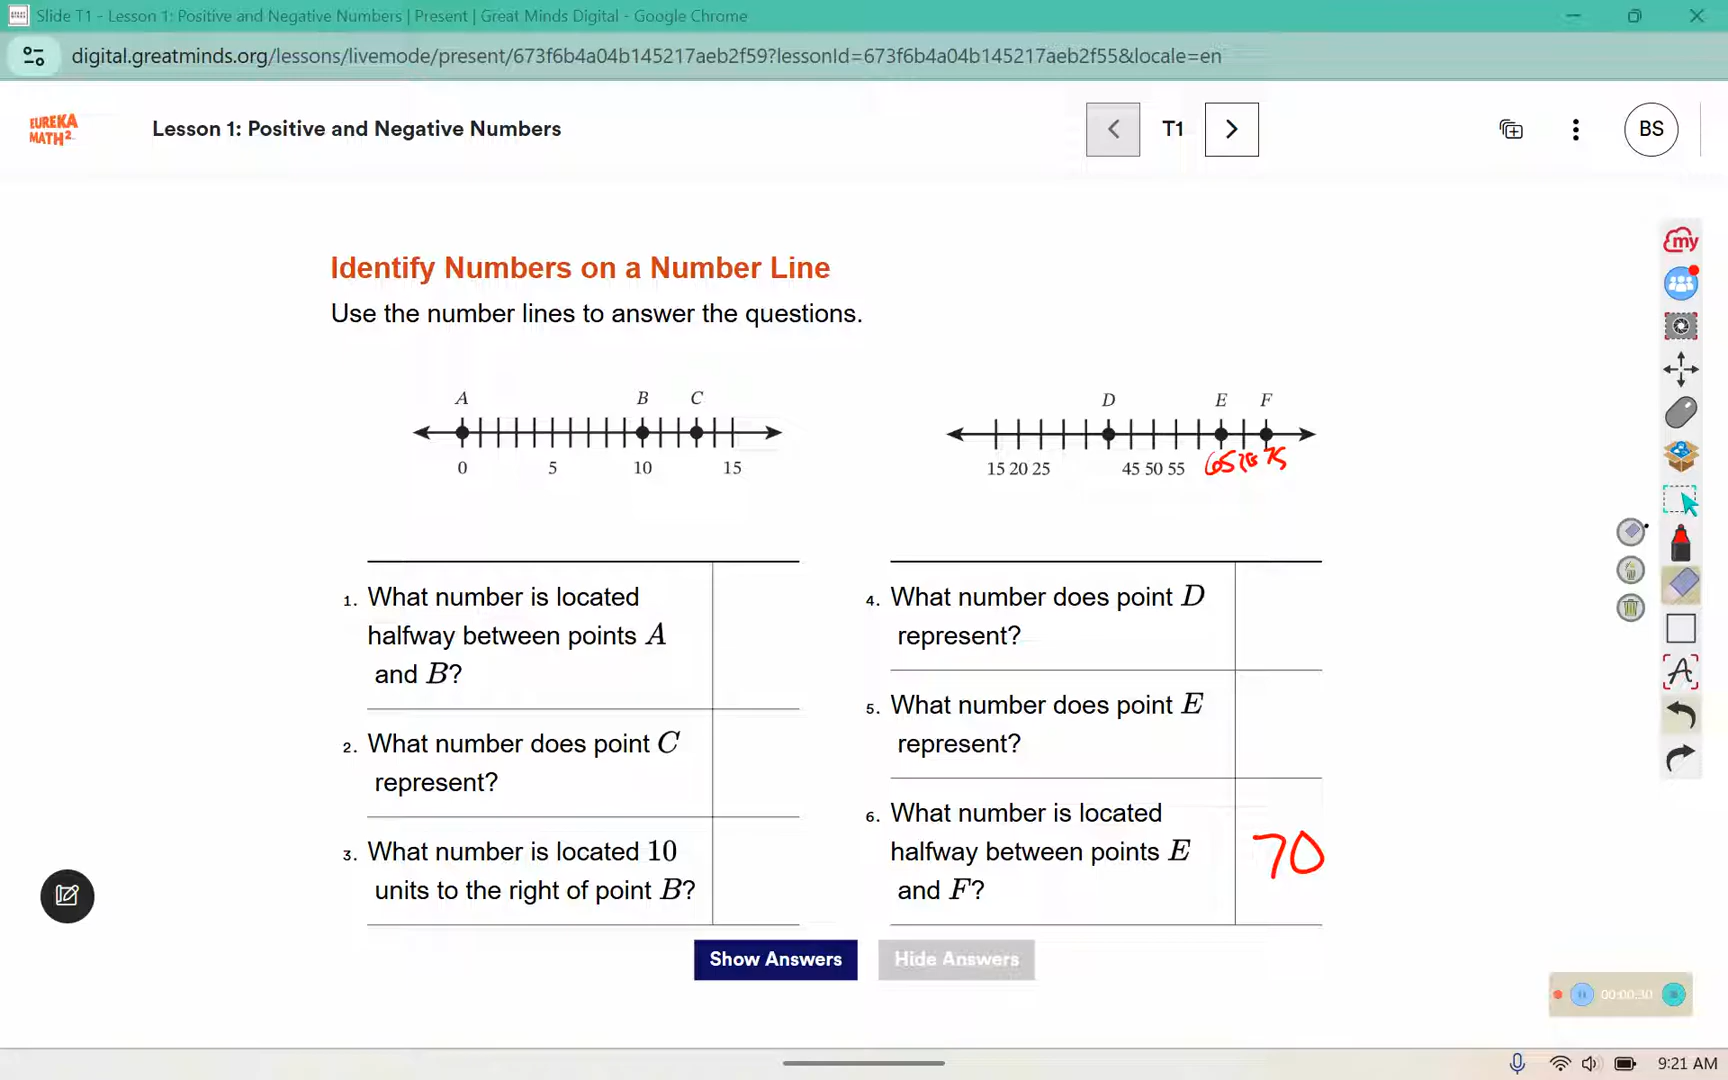 Slide T1 - Lesson 1: Positive and Negative Numbers | Present | Great Minds Digital - Google Chrome
digital.greatminds.org/lessons/livemode/present/673f6b4a04b145217aeb2f59?lessonId=673f6b4a04b145217aeb2f55&locale=en
EUREKA
MATH2
Lesson 1: Positive and Negative Numbers
T1
BS
my
Identify Numbers on a Number Line
Use the number lines to answer the questions.
A B C
0 5 10 15
D E F
15 20 25 45 50 55 65 70 75
1. What number is located
halfway between points A
and B?
2. What number does point C
represent?
3. What number is located 10
units to the right of point B?
4. What number does point D
represent?
5. What number does point E
represent?
6. What number is located
halfway between points E
and F?
70
Show Answers
Hide Answers
A
00:00:30
9:21 AM